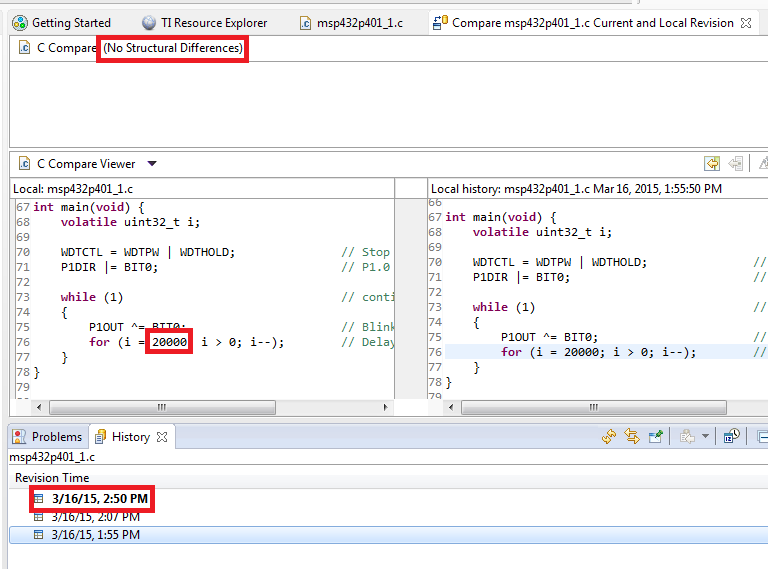 Getting Started TI Resource Explorer msp432p401_1.c Compare msp432p401_1.c Current and Local Revision
C Compare (No Structural Differences)
C Compare Viewer
Local: msp432p401_1.c
67 int main(void) {
68 volatile uint32_t i;
69
70 WDTCTL = WDTPW | WDTHOLD; // Stop
71 P1DIR |= BIT0; // P1.0
72
73 while (1) // conti
74 {
75 P1OUT ^= BIT0; // Blink
76 for (i = 20000 i > 0; i--); // Delay
77 }
78 }
79
Local history: msp432p401_1.c Mar 16, 2015, 1:55:50 PM
66
67 int main(void) {
68 volatile uint32_t i;
69
70 WDTCTL = WDTPW | WDTHOLD; //
71 P1DIR |= BIT0; //
72
73 while (1) //
74 {
75 P1OUT ^= BIT0; //
76 for (i = 20000; i > 0; i--); //
77 }
78 }
79
Problems History
msp432p401_1.c
Revision Time
3/16/15, 2:50 PM
3/16/15, 2:07 PM
3/16/15, 1:55 PM